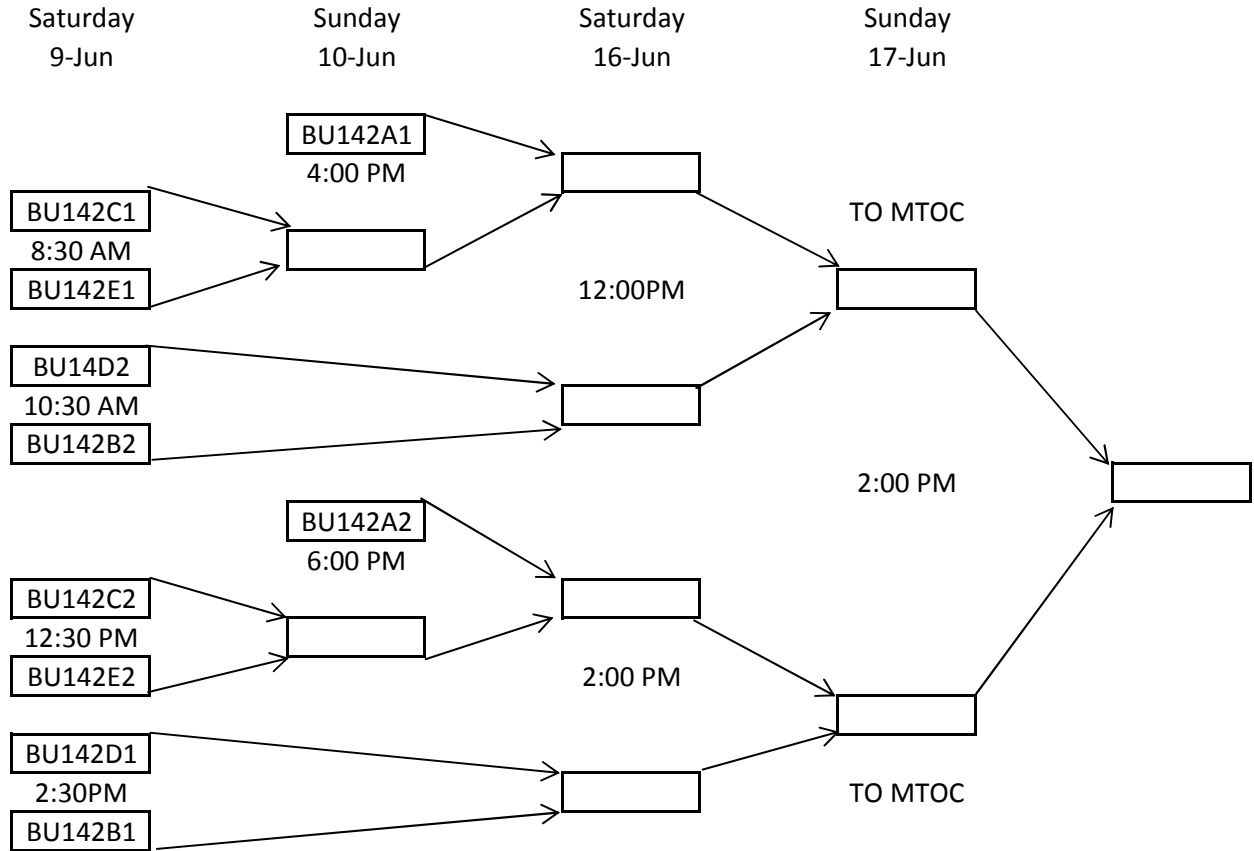 Saturday Sunday Saturday Sunday
9-Jun 10-Jun 16-Jun 17-Jun
BU142A1
4:00 PM
BU142C1 TO MTOC
8:30 AM
BU142E1 12:00PM
BU14D2
10:30 AM
BU142B2
2:00 PM
BU142A2
6:00 PM
BU142C2
12:30 PM
BU142E2 2:00 PM
BU142D1
2:30PM TO MTOC
BU142B1